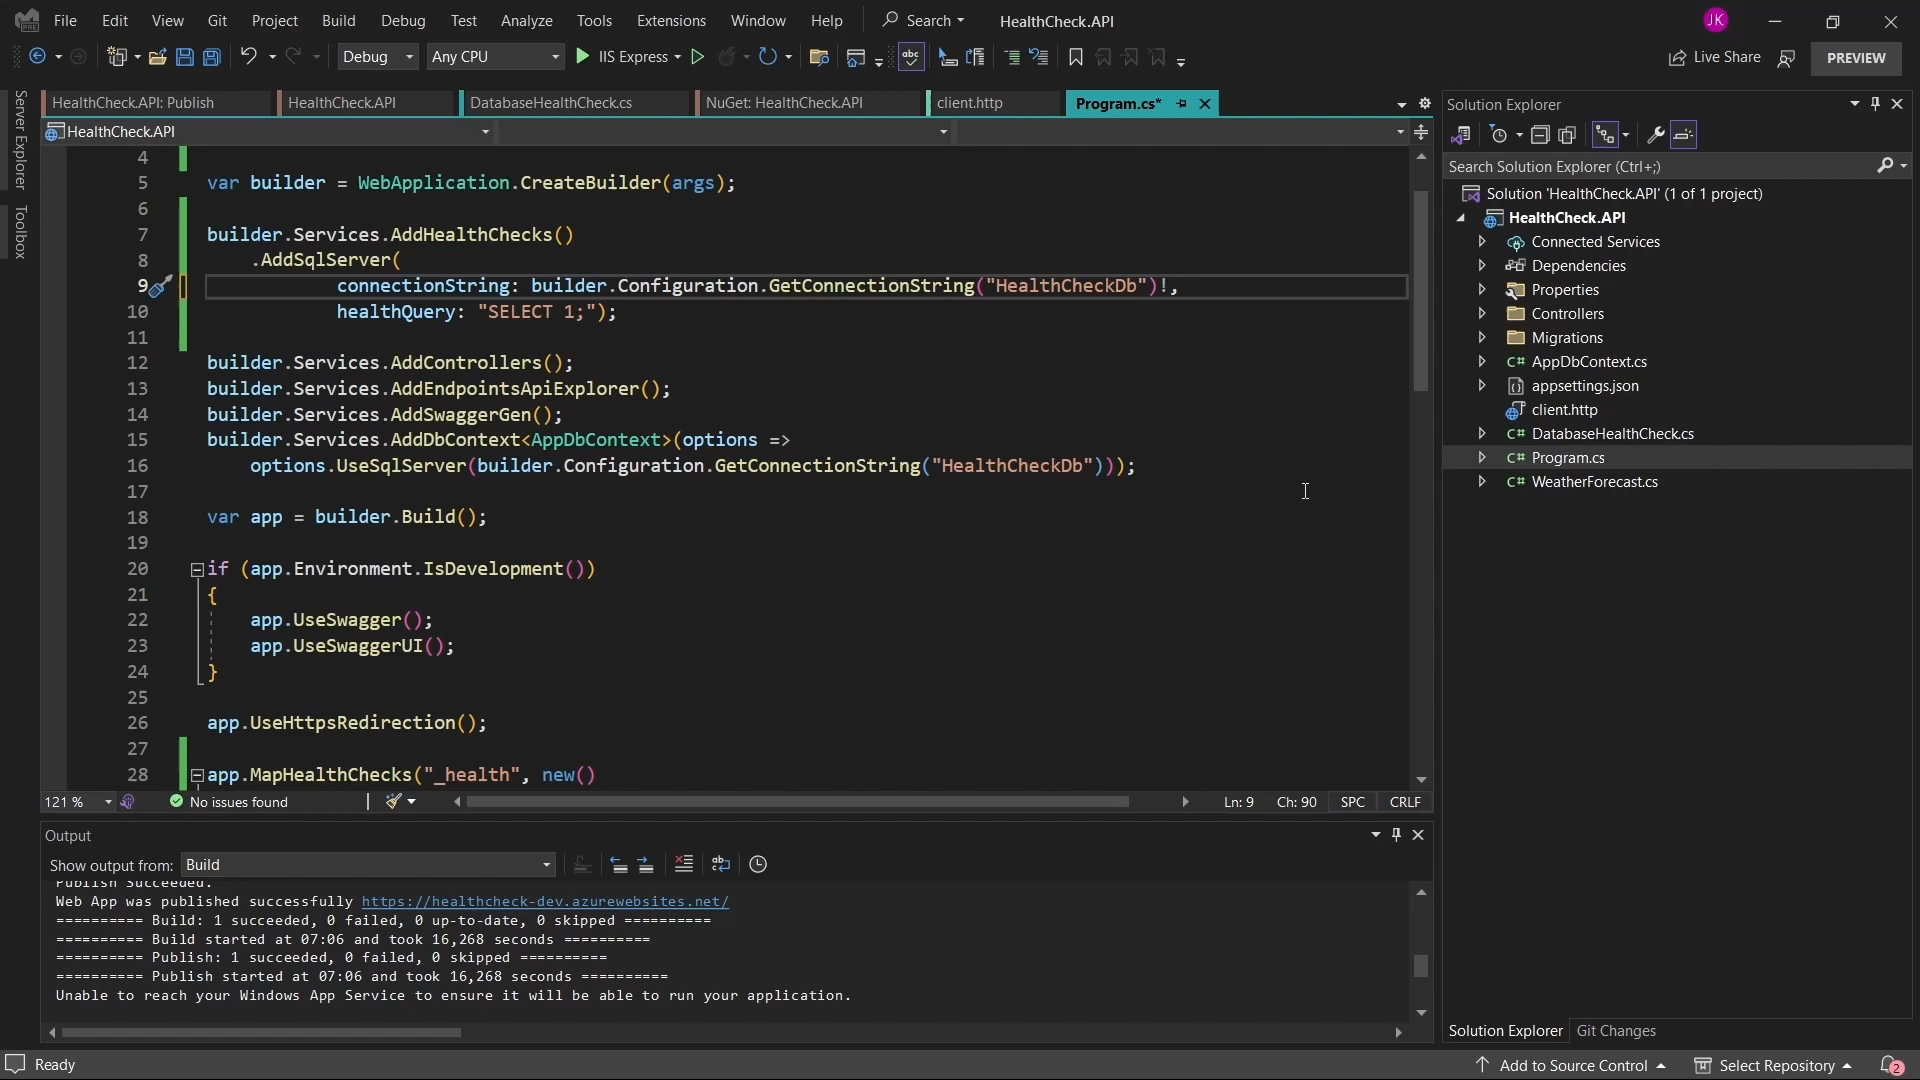 File Edit View Git Project Build Debug Test Analyze Tools Extensions Window Help Search HealthCheck.API JK
Debug Any CPU IIS Express Live Share PREVIEW
HealthCheck.API: Publish HealthCheck.API DatabaseHealthCheck.cs NuGet: HealthCheck.API client.http Program.cs*
HealthCheck.API
Server Explorer
Toolbox
4
5 var builder = WebApplication.CreateBuilder(args);
6
7 builder.Services.AddHealthChecks()
8 .AddSqlServer(
9 connectionString: builder.Configuration.GetConnectionString("HealthCheckDb")!,
10 healthQuery: "SELECT 1;");
11
12 builder.Services.AddControllers();
13 builder.Services.AddEndpointsApiExplorer();
14 builder.Services.AddSwaggerGen();
15 builder.Services.AddDbContext<AppDbContext>(options =>
16 options.UseSqlServer(builder.Configuration.GetConnectionString("HealthCheckDb")));
17
18 var app = builder.Build();
19
20 if (app.Environment.IsDevelopment())
21 {
22 app.UseSwagger();
23 app.UseSwaggerUI();
24 }
25
26 app.UseHttpsRedirection();
27
28 app.MapHealthChecks("_health", new()
121 % No issues found Ln: 9 Ch: 90 SPC CRLF
Output
Show output from: Build
Publish Succeeded.
Web App was published successfully https://healthcheck-dev.azurewebsites.net/
========== Build: 1 succeeded, 0 failed, 0 up-to-date, 0 skipped ==========
========== Build started at 07:06 and took 16,268 seconds ==========
========== Publish: 1 succeeded, 0 failed, 0 skipped ==========
========== Publish started at 07:06 and took 16,268 seconds ==========
Unable to reach your Windows App Service to ensure it will be able to run your application.
Solution Explorer
Search Solution Explorer (Ctrl+;)
Solution 'HealthCheck.API' (1 of 1 project)
HealthCheck.API
Connected Services
Dependencies
Properties
Controllers
Migrations
C# AppDbContext.cs
appsettings.json
client.http
C# DatabaseHealthCheck.cs
C# Program.cs
C# WeatherForecast.cs
Solution Explorer Git Changes
Ready Add to Source Control Select Repository 2